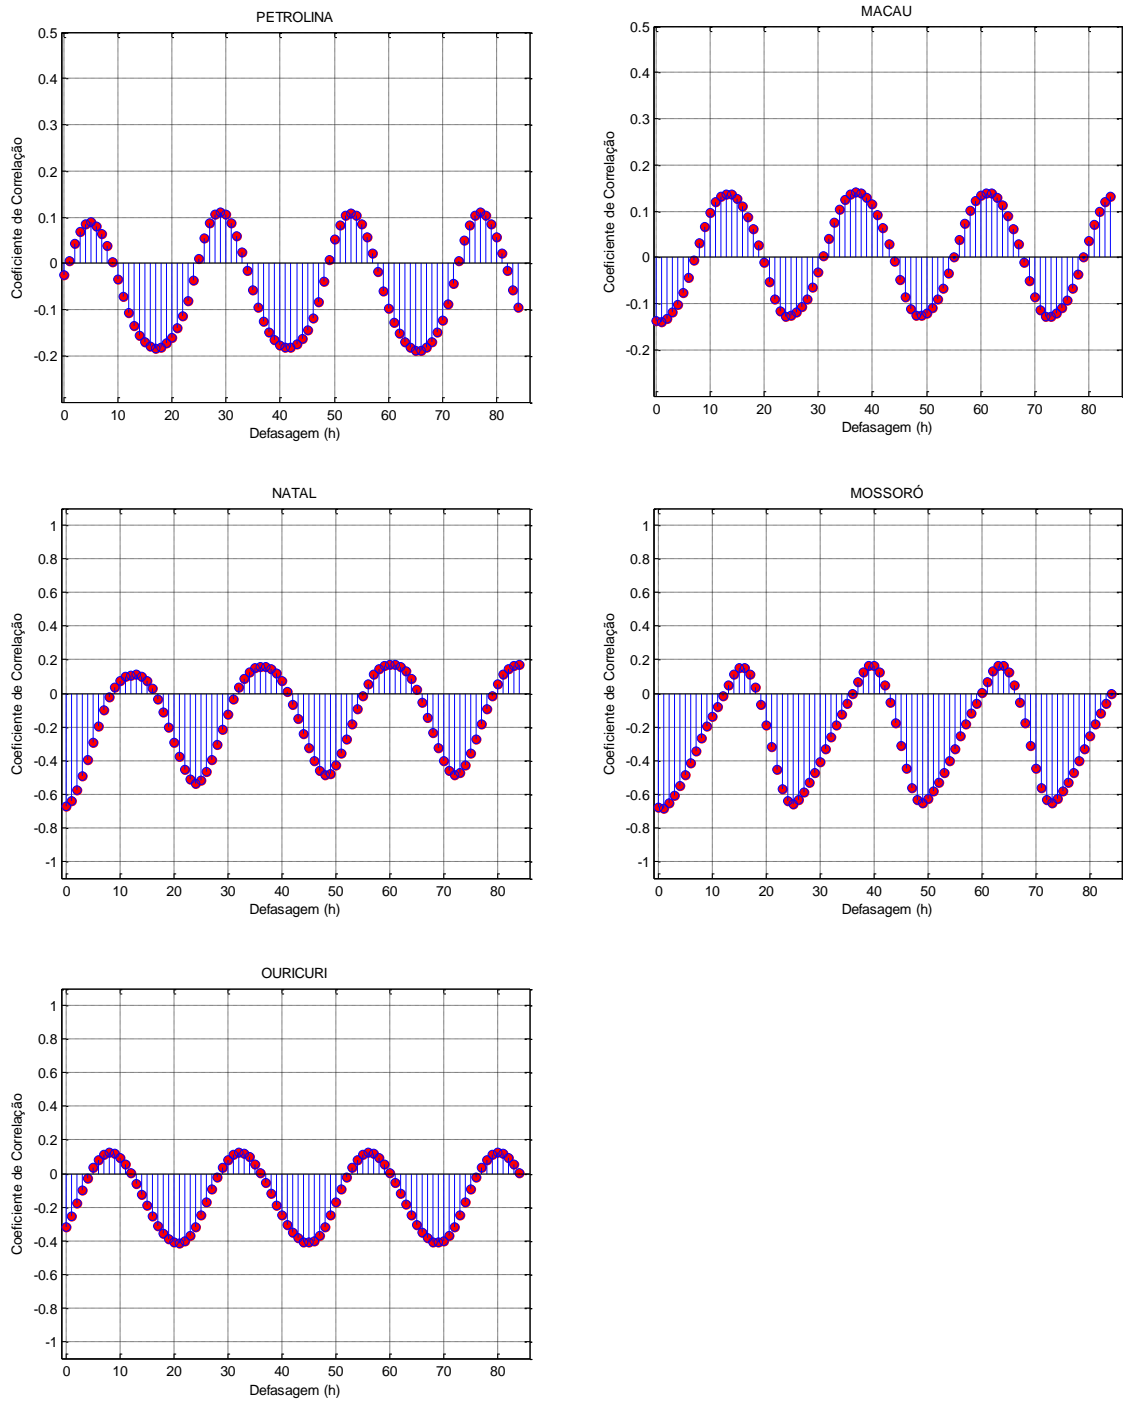 PETROLINA
0.5
0.4
0.3
0.2
0.1
0
-0.1
-0.2
Coeficiente de Correlação
0 10 20 30 40 50 60 70 80
Defasagem (h)
MACAU
0.5
0.4
0.3
0.2
0.1
0
-0.1
-0.2
Coeficiente de Correlação
0 10 20 30 40 50 60 70 80
Defasagem (h)
NATAL
1
0.8
0.6
0.4
0.2
0
-0.2
-0.4
-0.6
-0.8
-1
Coeficiente de Correlação
0 10 20 30 40 50 60 70 80
Defasagem (h)
MOSSORÓ
1
0.8
0.6
0.4
0.2
0
-0.2
-0.4
-0.6
-0.8
-1
Coeficiente de Correlação
0 10 20 30 40 50 60 70 80
Defasagem (h)
OURICURI
1
0.8
0.6
0.4
0.2
0
-0.2
-0.4
-0.6
-0.8
-1
Coeficiente de Correlação
0 10 20 30 40 50 60 70 80
Defasagem (h)